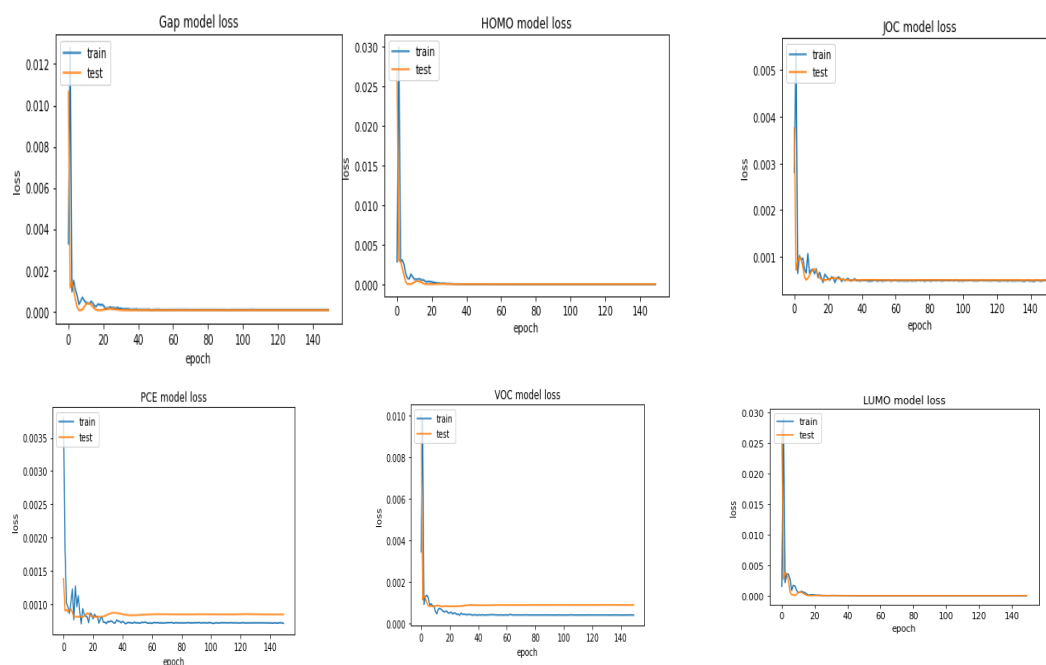 Gap model loss
train
test
0.012
0.010
0.008
0.006
0.004
0.002
0.000
loss
0 20 40 60 80 100 120 140
epoch
HOMO model loss
train
test
0.030
0.025
0.020
0.015
0.010
0.005
0.000
loss
0 20 40 60 80 100 120 140
epoch
JOC model loss
train
test
0.005
0.004
0.003
0.002
0.001
loss
0 20 40 60 80 100 120 140
epoch
PCE model loss
train
test
0.0035
0.0030
0.0025
0.0020
0.0015
0.0010
loss
0 20 40 60 80 100 120 140
epoch
VOC model loss
train
test
0.010
0.008
0.006
0.004
0.002
0.000
loss
0 20 40 60 80 100 120 140
epoch
LUMO model loss
train
test
0.030
0.025
0.020
0.015
0.010
0.005
0.000
loss
0 20 40 60 80 100 120 140
epoch